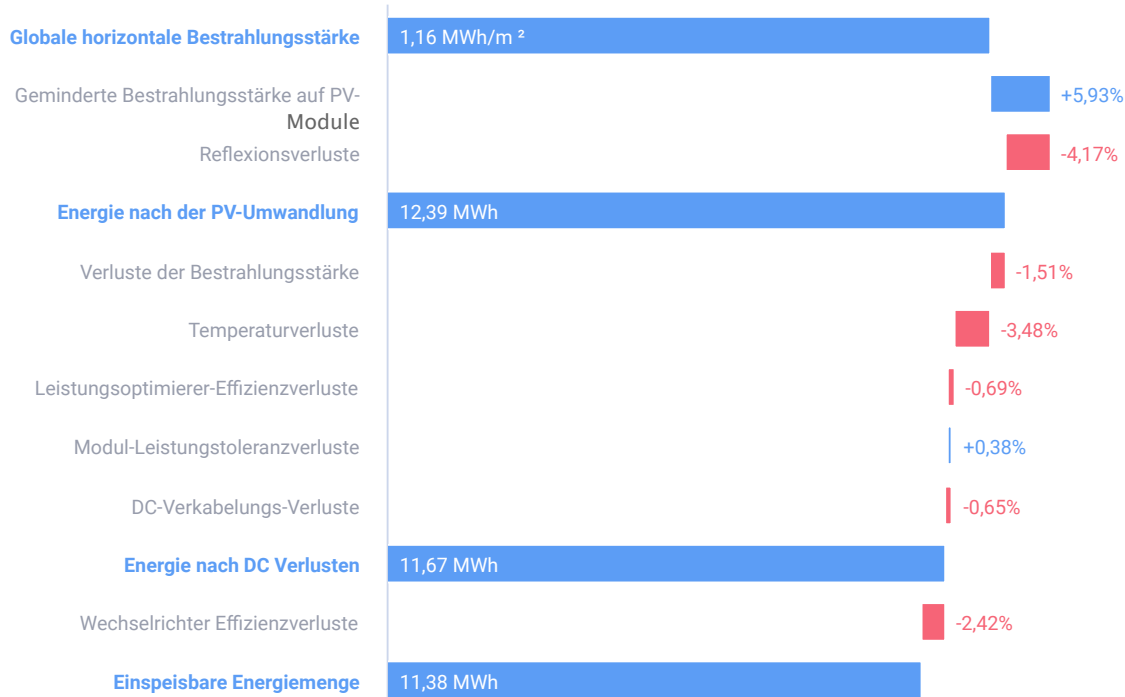 Globale horizontale Bestrahlungsstärke
1,16 MWh/m ²
Geminderte Bestrahlungsstärke auf PV-
Module
+5,93%
Reflexionsverluste
-4,17%
Energie nach der PV-Umwandlung
12,39 MWh
Verluste der Bestrahlungsstärke
-1,51%
Temperaturverluste
-3,48%
Leistungsoptimierer-Effizienzverluste
-0,69%
Modul-Leistungstoleranzverluste
+0,38%
DC-Verkabelungs-Verluste
-0,65%
Energie nach DC Verlusten
11,67 MWh
Wechselrichter Effizienzverluste
-2,42%
Einspeisbare Energiemenge
11,38 MWh